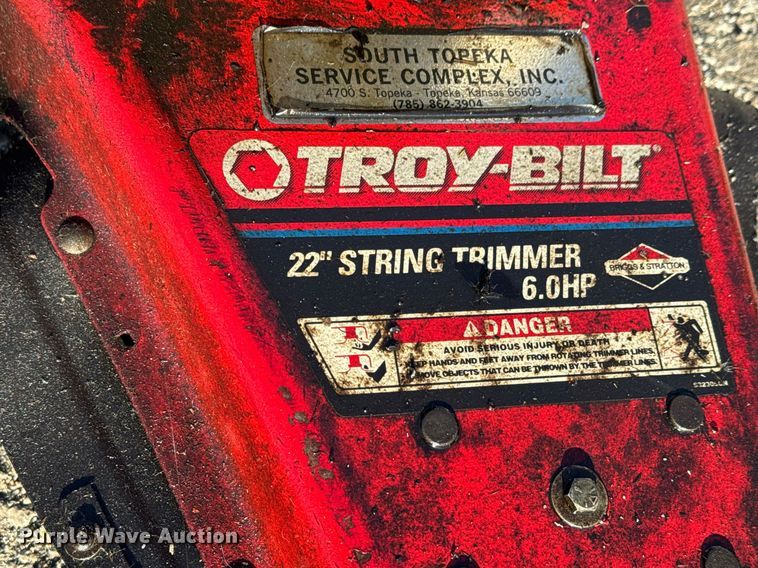 SOUTH TOPEKA
SERVICE COMPLEX, INC.
4700 S. Topeka - Topeka, Kansas 66609
(785) 862-3904
TROY-BILT
22" STRING TRIMMER
6.0HP
BRIGGS & STRATTON
DANGER
AVOID SERIOUS INJURY OR DEATH
KEEP HANDS AND FEET AWAY FROM ROTATING TRIMMER LINES.
REMOVE OBJECTS THAT CAN BE THROWN BY THE TRIMMER LINES.
Purple Wave Auction